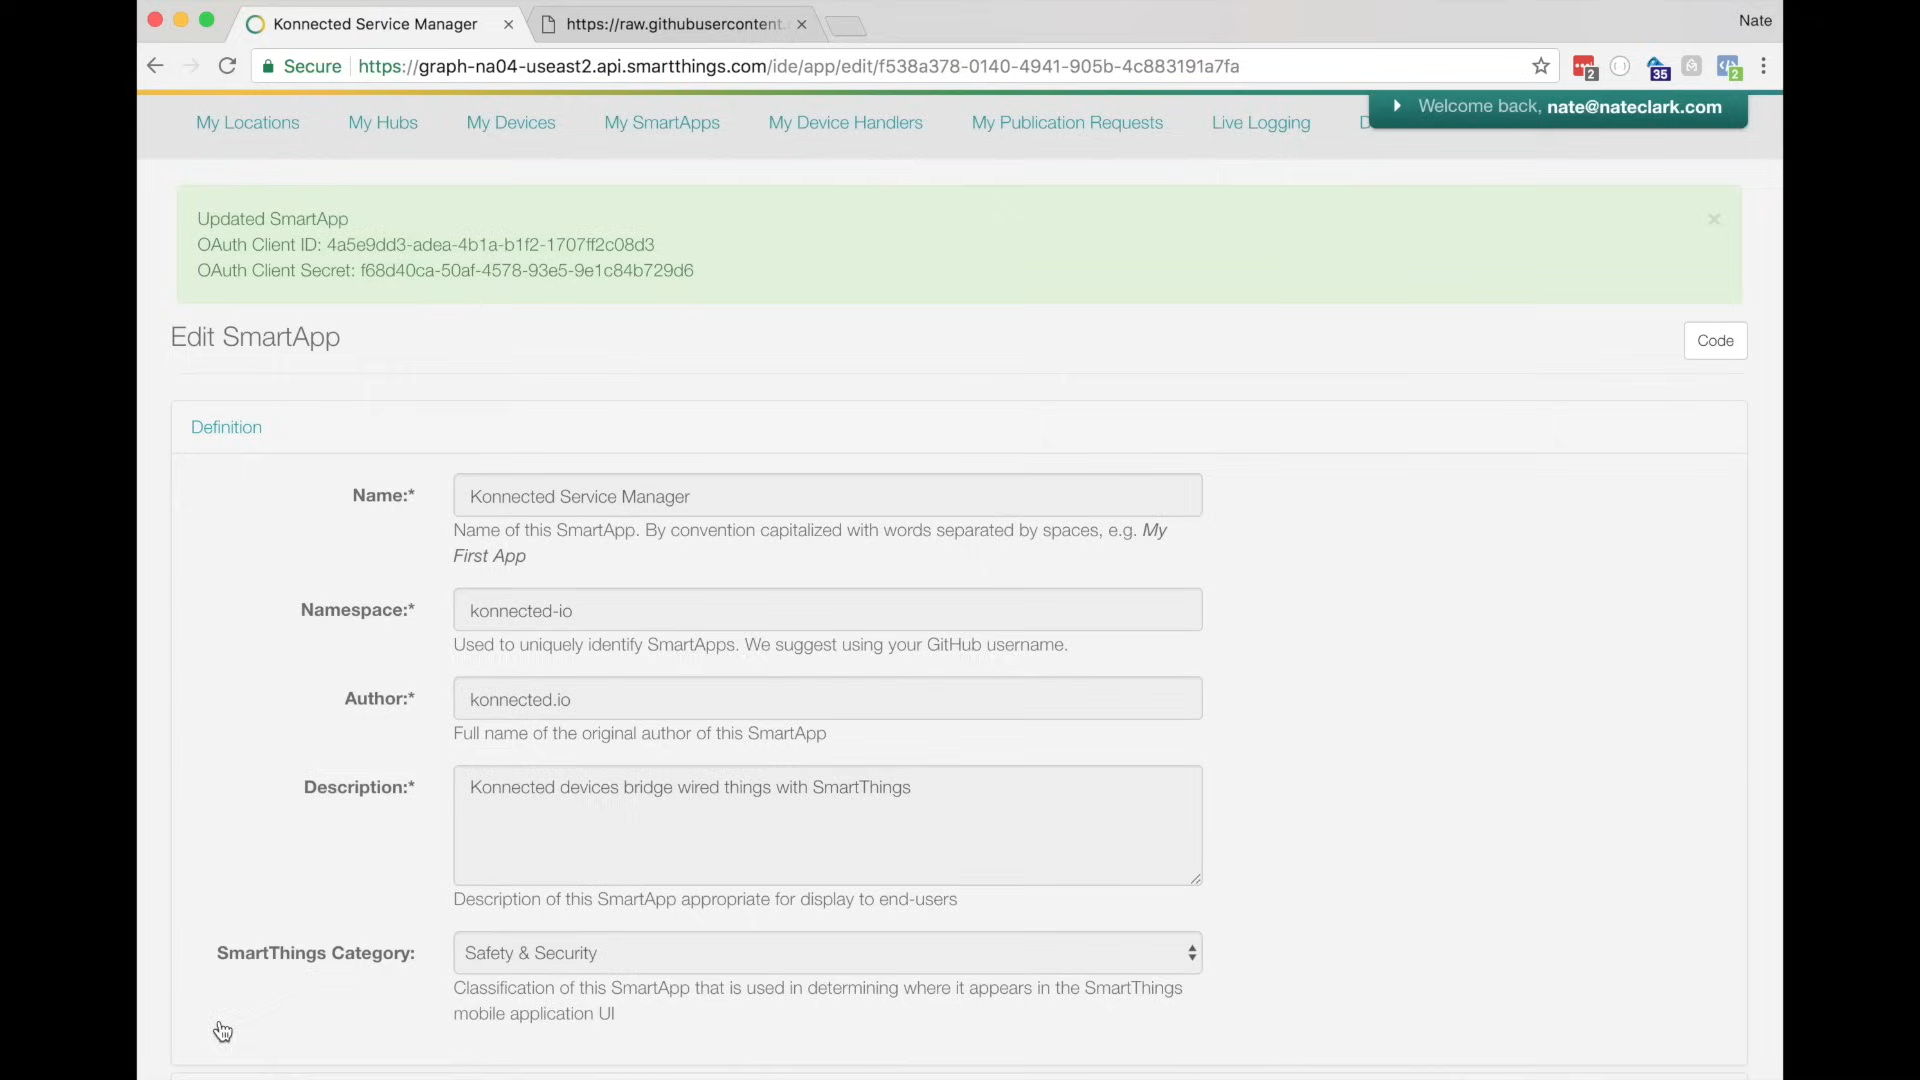 Konnected Service Manager
https://raw.githubusercontent.
Nate
Secure
https://graph-na04-useast2.api.smartthings.com/ide/app/edit/f538a378-0140-4941-905b-4c883191a7fa
2
35
2
My Locations
My Hubs
My Devices
My SmartApps
My Device Handlers
My Publication Requests
Live Logging
D
Welcome back, nate@nateclark.com
Updated SmartApp
OAuth Client ID: 4a5e9dd3-adea-4b1a-b1f2-1707ff2c08d3
OAuth Client Secret: f68d40ca-50af-4578-93e5-9e1c84b729d6
Edit SmartApp
Code
Definition
Name:*
Konnected Service Manager
Name of this SmartApp. By convention capitalized with words separated by spaces, e.g. My
First App
Namespace:*
konnected-io
Used to uniquely identify SmartApps. We suggest using your GitHub username.
Author:*
konnected.io
Full name of the original author of this SmartApp
Description:*
Konnected devices bridge wired things with SmartThings
Description of this SmartApp appropriate for display to end-users
SmartThings Category:
Safety & Security
Classification of this SmartApp that is used in determining where it appears in the SmartThings
mobile application UI